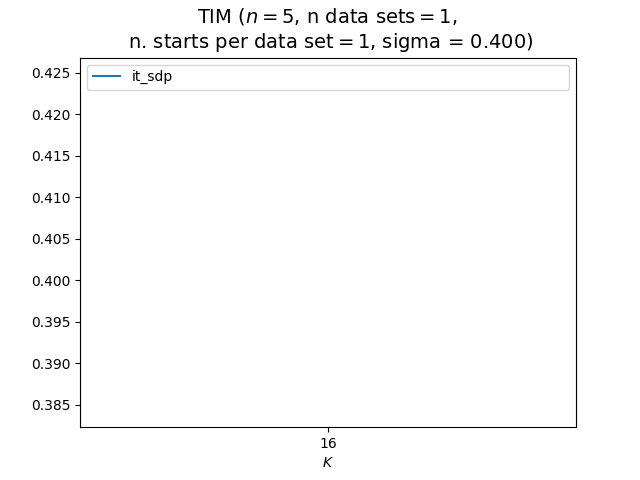 TIM (n = 5, n data sets = 1,
n. starts per data set = 1, sigma = 0.400)
it_sdp
0.425
0.420
0.415
0.410
0.405
0.400
0.395
0.390
0.385
16
K